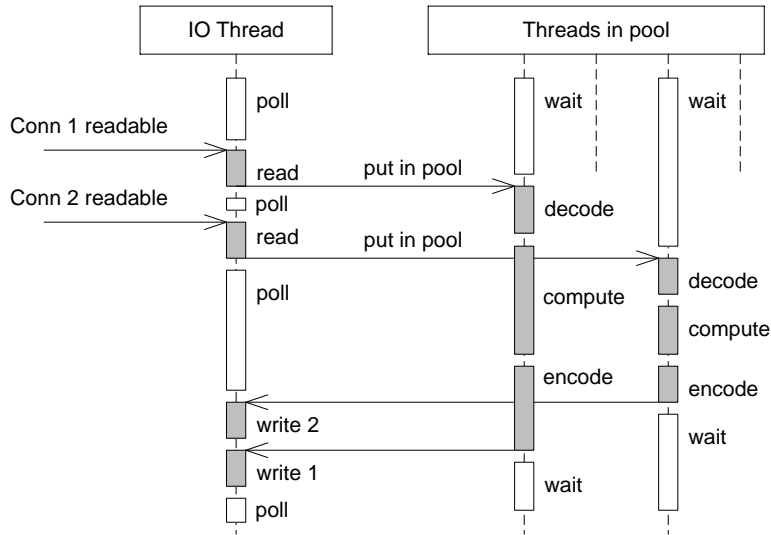 IO Thread
Threads in pool
poll
wait
wait
Conn 1 readable
read
put in pool
Conn 2 readable
poll
decode
read
put in pool
poll
compute
decode
compute
encode
encode
write 2
wait
write 1
wait
poll